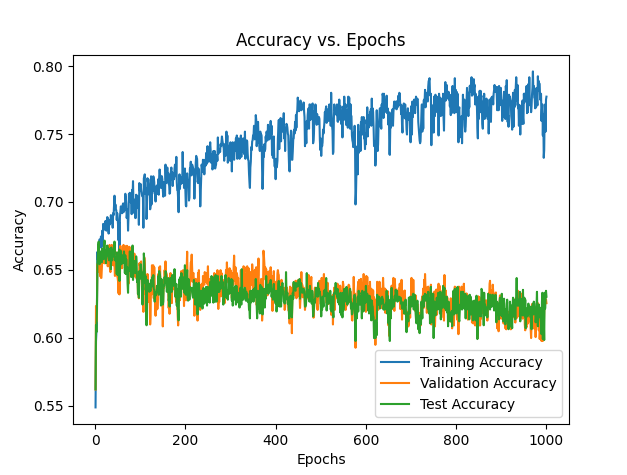 Accuracy vs. Epochs
0.80
0.75
0.70
0.65
0.60
0.55
Accuracy
0 200 400 600 800 1000
Epochs
Training Accuracy
Validation Accuracy
Test Accuracy